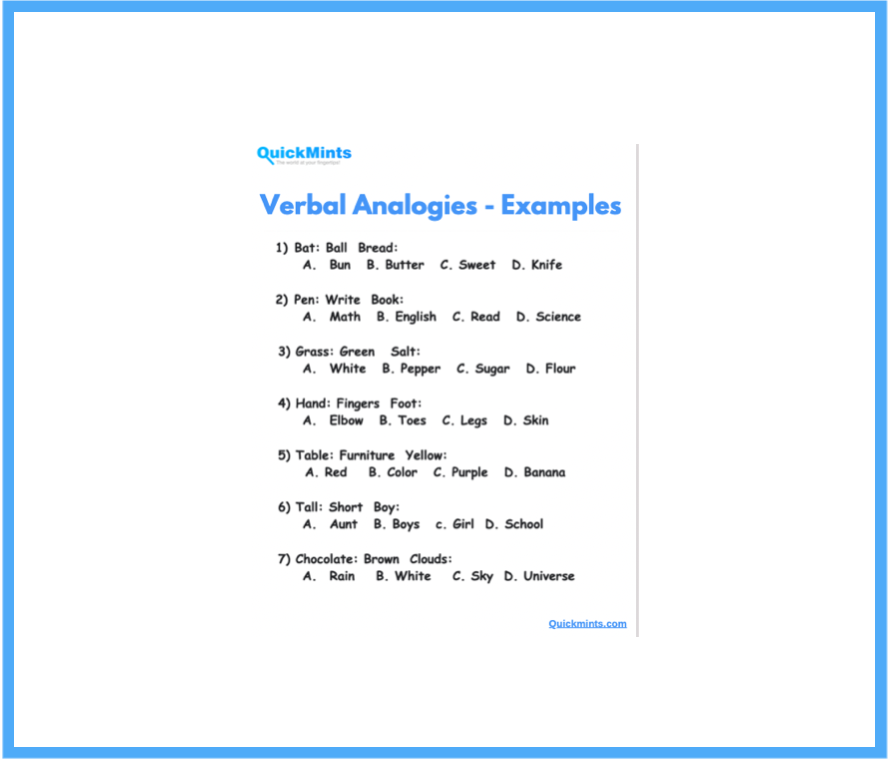 QuickMints
The world at your fingertips!
Verbal Analogies - Examples
1) Bat: Ball Bread:
A. Bun B. Butter C. Sweet D. Knife
2) Pen: Write Book:
A. Math B. English C. Read D. Science
3) Grass: Green Salt:
A. White B. Pepper C. Sugar D. Flour
4) Hand: Fingers Foot:
A. Elbow B. Toes C. Legs D. Skin
5) Table: Furniture Yellow:
A. Red B. Color C. Purple D. Banana
6) Tall: Short Boy:
A. Aunt B. Boys c. Girl D. School
7) Chocolate: Brown Clouds:
A. Rain B. White C. Sky D. Universe
Quickmints.com